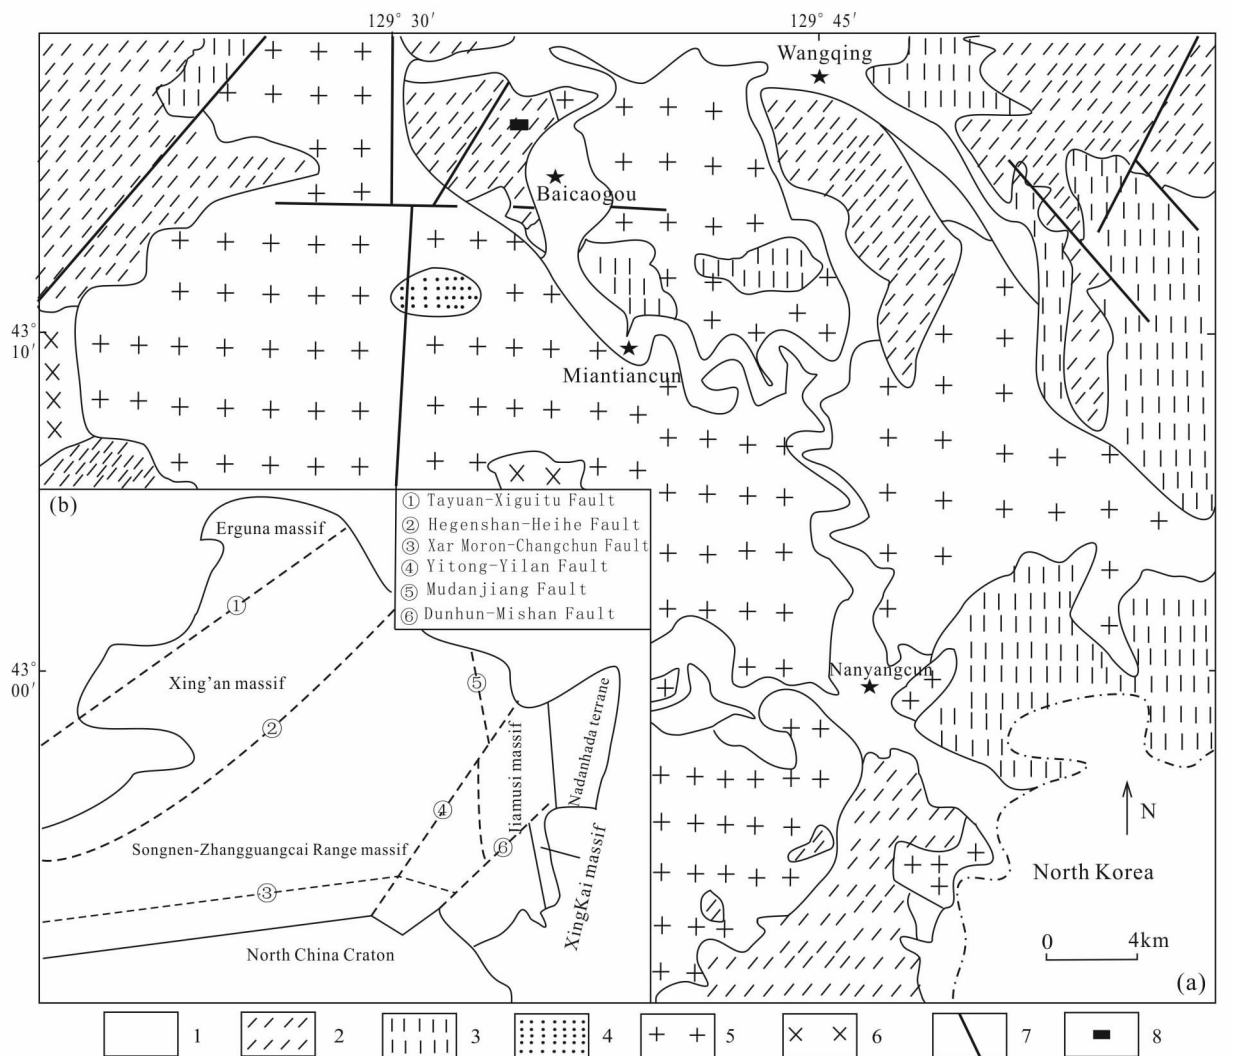 129° 30′
129° 45′
Wangqing
Baicaogou
43°
10′
Miantiancun
(b)
① Tayuan-Xiguitu Fault
② Hegenshan-Heihe Fault
③ Xar Moron-Changchun Fault
④ Yitong-Yilan Fault
⑤ Mudanjiang Fault
⑥ Dunhun-Mishan Fault
Erguna massif
①
43°
00′
Nanyangcun
Xing'an massif
⑤
②
Jiamusi massif
Nadanhada terrane
④
N
Songnen-Zhangguangcai Range massif
⑥
XingKai massif
North Korea
③
North China Craton
0 4km
(a)
1 2 3 4 5 6 7 8